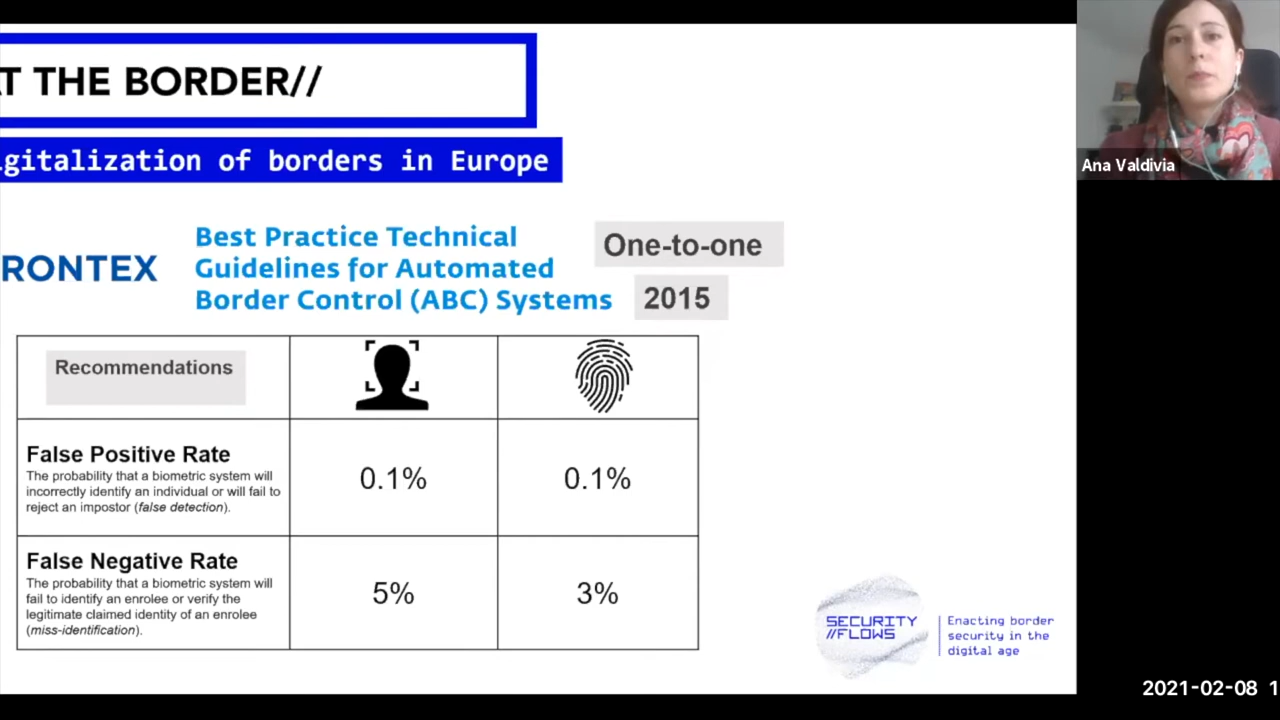 T THE BORDER//
gitalization of borders in Europe
Ana Valdivia
RONTEX
Best Practice Technical
Guidelines for Automated
Border Control (ABC) Systems
One-to-one
2015
Recommendations
False Positive Rate
The probability that a biometric system will
incorrectly identify an individual or will fail to
reject an impostor (false detection).
0.1%
0.1%
False Negative Rate
The probability that a biometric system will
fail to identify an enrolee or verify the
legitimate claimed identity of an enrolee
(miss-identification).
5%
3%
SECURITY
//FLOWS
Enacting border
security in the
digital age
2021-02-08 1